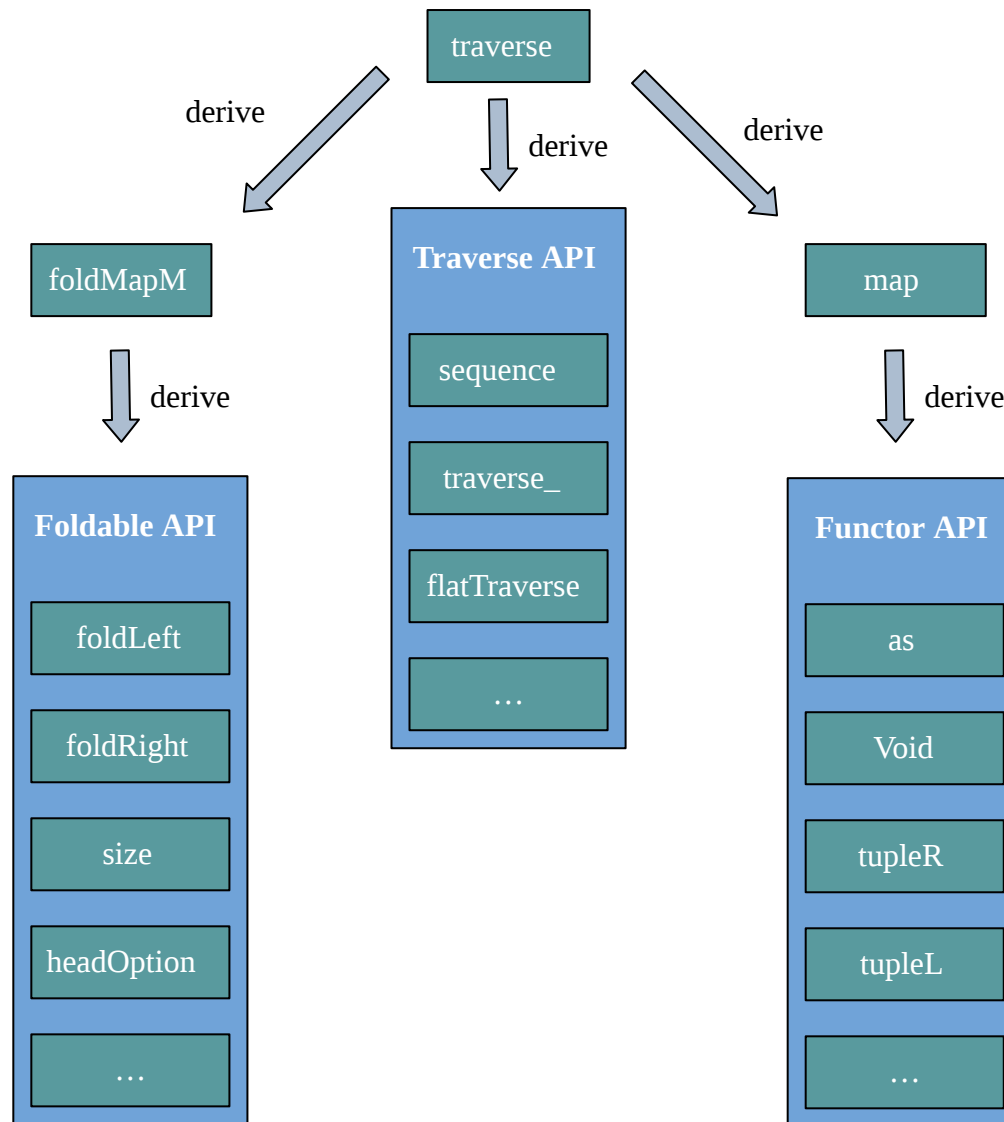 traverse
derive
derive
derive
foldMapM
Traverse API
map
sequence
derive
derive
traverse_
Foldable API
Functor API
flatTraverse
foldLeft
as
…
foldRight
Void
size
tupleR
headOption
tupleL
…
…